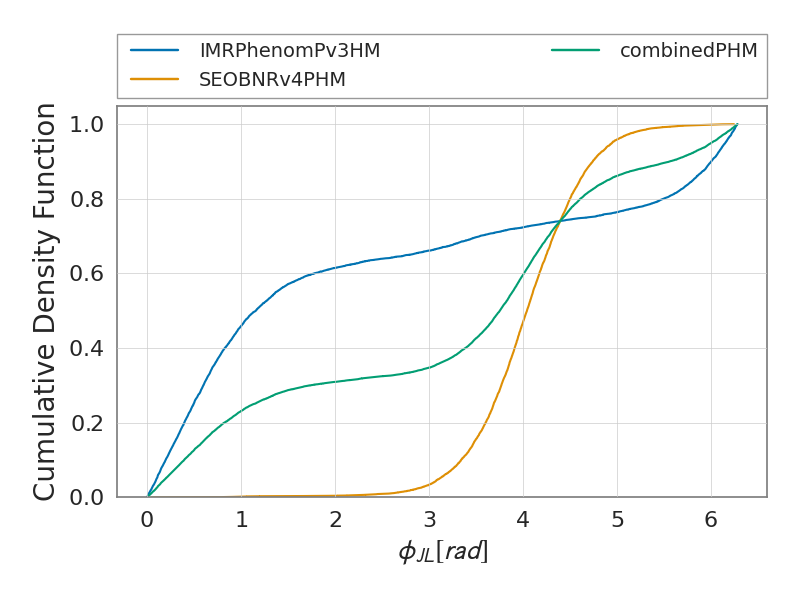 IMRPhenomPv3HM
SEOBNRv4PHM
combinedPHM
Cumulative Density Function
1.0
0.8
0.6
0.4
0.2
0.0
0 1 2 3 4 5 6
ϕ_JL[rad]